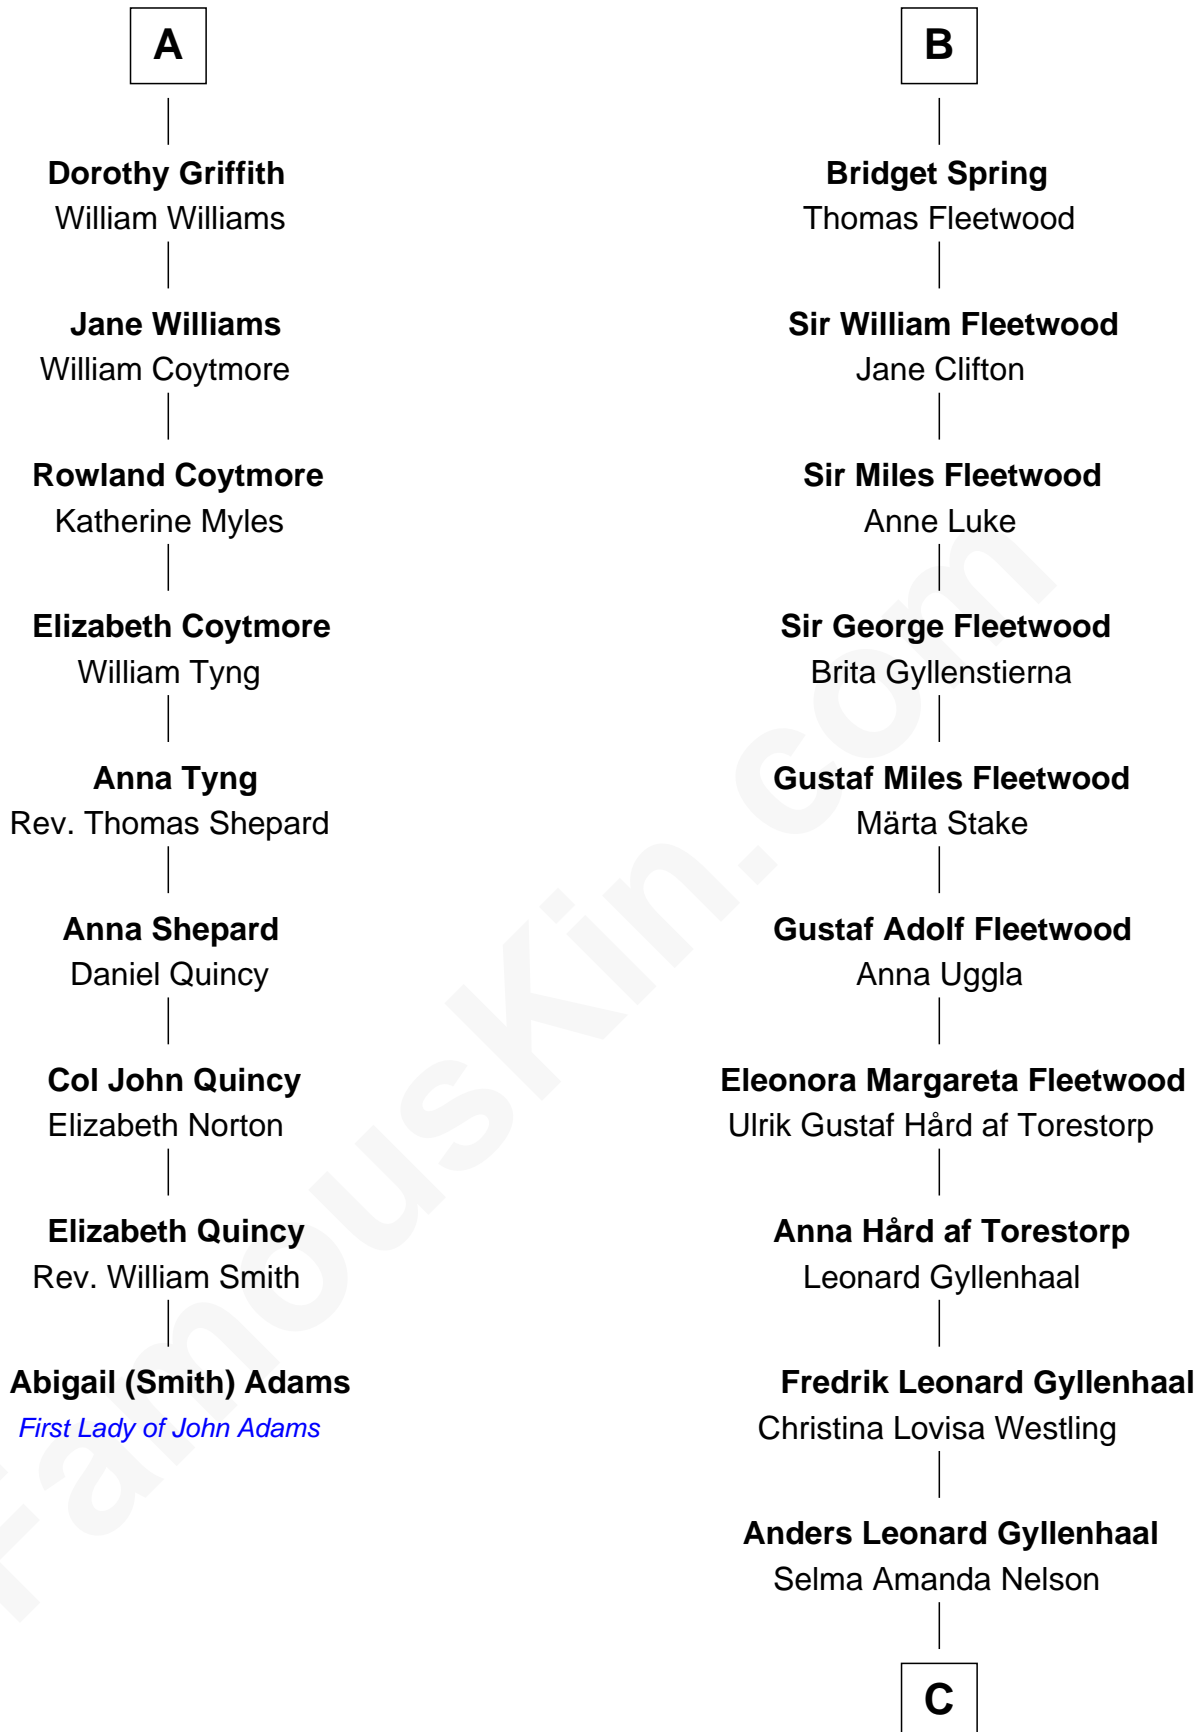 A
Dorothy Griffith
William Williams
Jane Williams
William Coytmore
Rowland Coytmore
Katherine Myles
Elizabeth Coytmore
William Tyng
Anna Tyng
Rev. Thomas Shepard
Anna Shepard
Daniel Quincy
Col John Quincy
Elizabeth Norton
Elizabeth Quincy
Rev. William Smith
Abigail (Smith) Adams
First Lady of John Adams
B
Bridget Spring
Thomas Fleetwood
Sir William Fleetwood
Jane Clifton
Sir Miles Fleetwood
Anne Luke
Sir George Fleetwood
Brita Gyllenstierna
Gustaf Miles Fleetwood
Märta Stake
Gustaf Adolf Fleetwood
Anna Uggla
Eleonora Margareta Fleetwood
Ulrik Gustaf Hård af Torestorp
Anna Hård af Torestorp
Leonard Gyllenhaal
Fredrik Leonard Gyllenhaal
Christina Lovisa Westling
Anders Leonard Gyllenhaal
Selma Amanda Nelson
C
FamousKin.com